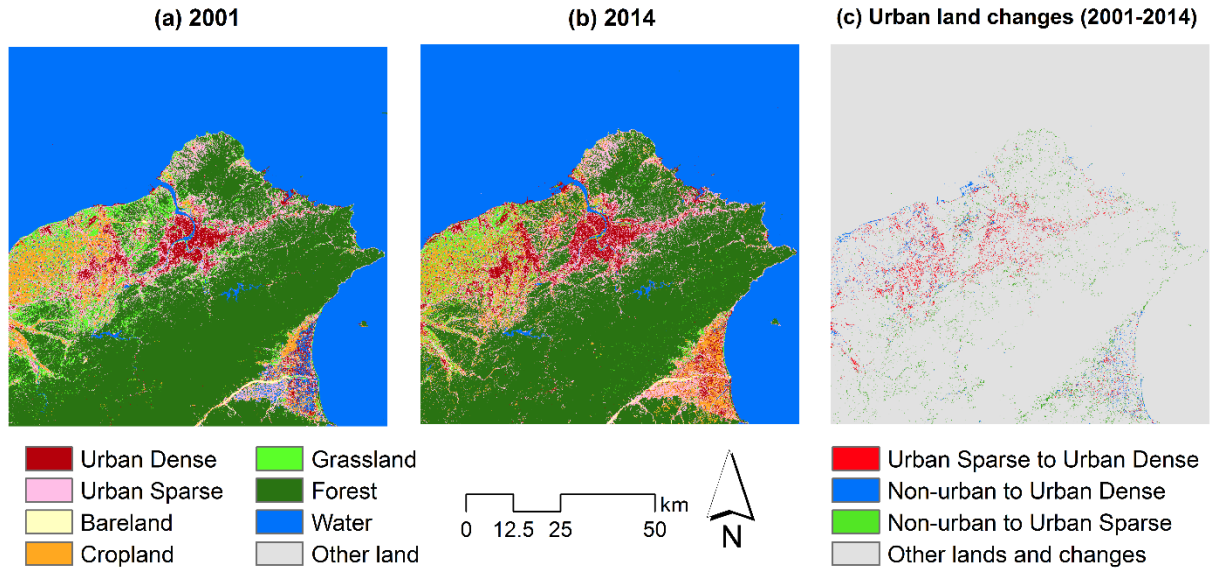 (a) 2001
(b) 2014
(c) Urban land changes (2001-2014)
Urban Dense
Urban Sparse
Bareland
Cropland
Grassland
Forest
Water
Other land
km
0 12.5 25 50
N
Urban Sparse to Urban Dense
Non-urban to Urban Dense
Non-urban to Urban Sparse
Other lands and changes